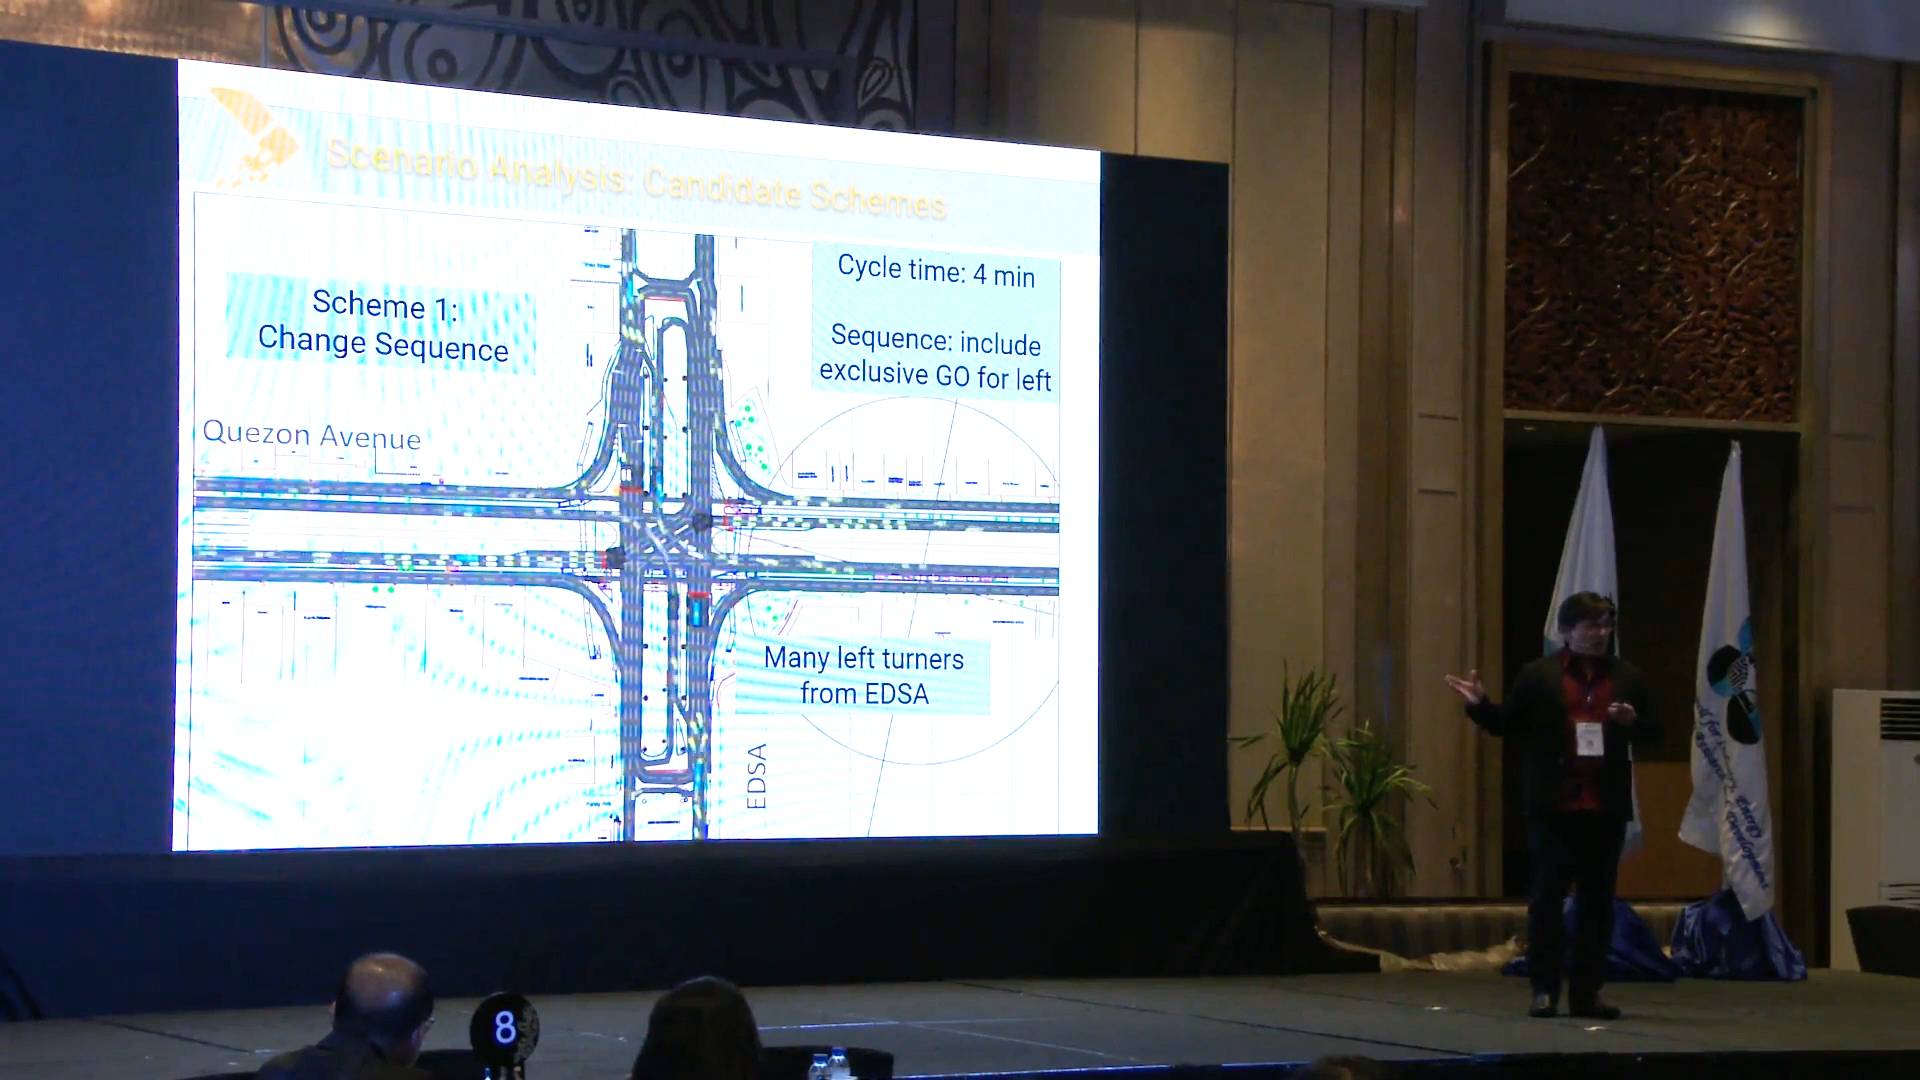 Scenario Analysis: Candidate Schemes
Scheme 1:
Change Sequence
Cycle time: 4 min
Sequence: include
exclusive GO for left
Quezon Avenue
Many left turners
from EDSA
EDSA
8